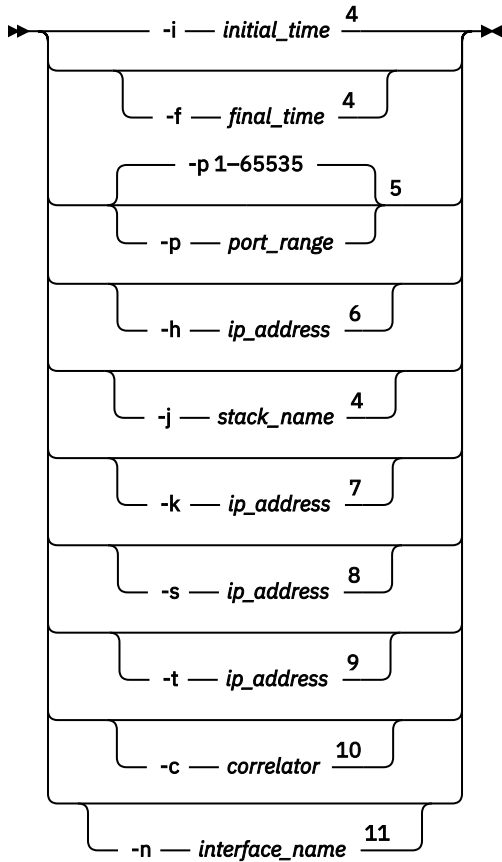 -i initial_time 4
-f final_time 4
-p 1–65535
5
-p port_range
-h ip_address 6
-j stack_name 4
-k ip_address 7
-s ip_address 8
-t ip_address 9
-c correlator 10
-n interface_name 11